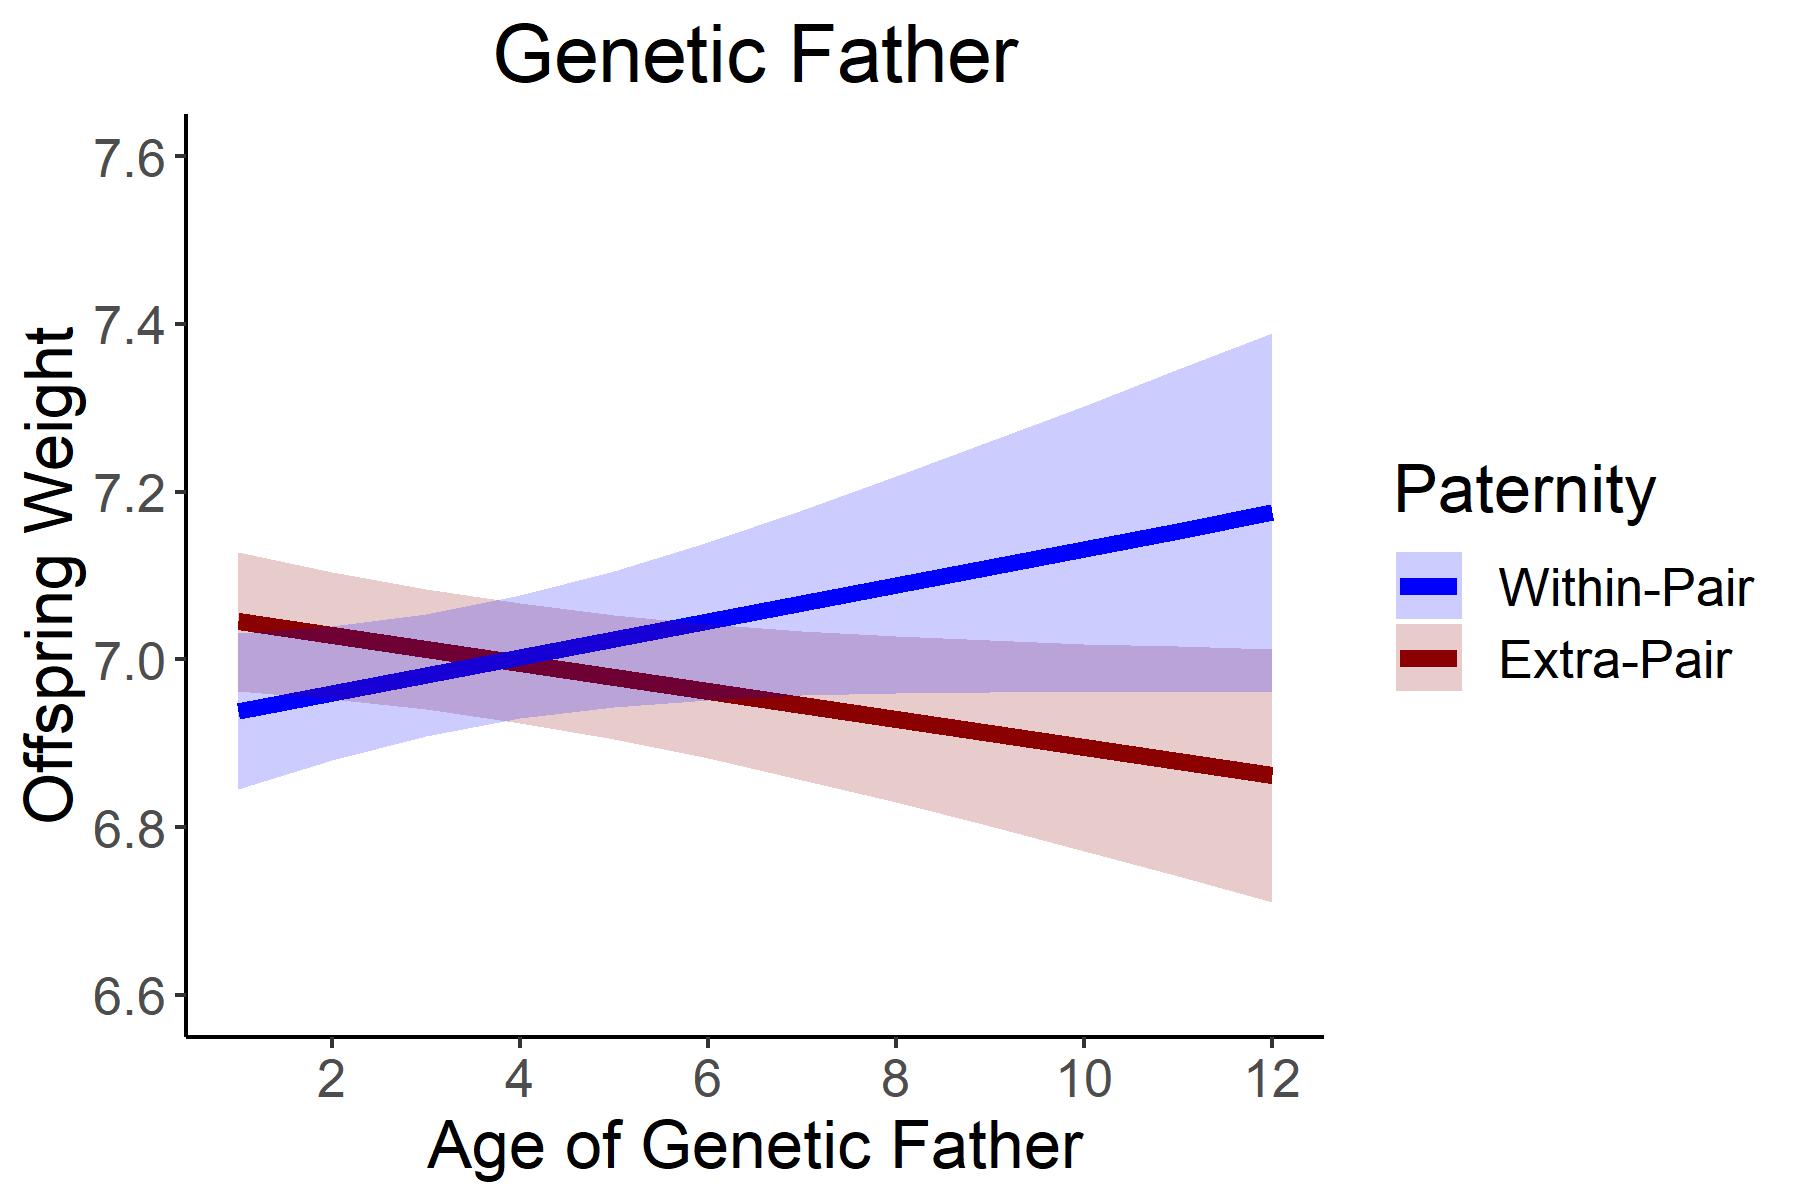 Genetic Father
7.6
7.4
7.2
7.0
6.8
6.6
Offspring Weight
2 4 6 8 10 12
Age of Genetic Father
Paternity
Within-Pair
Extra-Pair